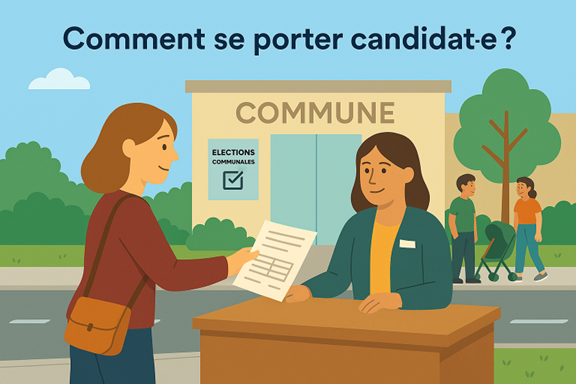 Comment se porter candidat·e?
COMMUNE
ELECTIONS
COMMUNALES